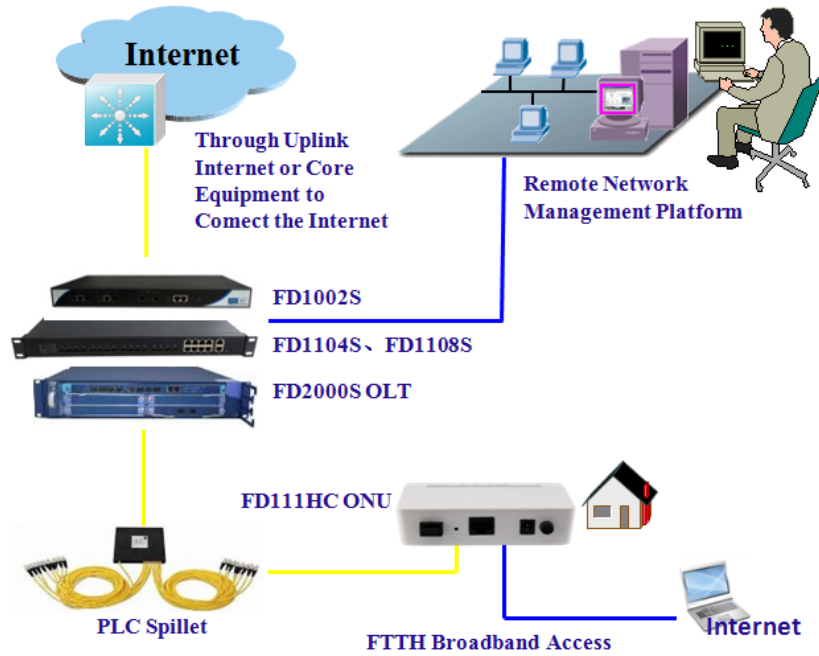 Internet
Through Uplink
Internet or Core
Equipment to
Comect the Internet
Remote Network
Management Platform
FD1002S
FD1104S、FD1108S
FD2000S OLT
FD111HC ONU
PLC Spillet
FTTH Broadband Access
Internet